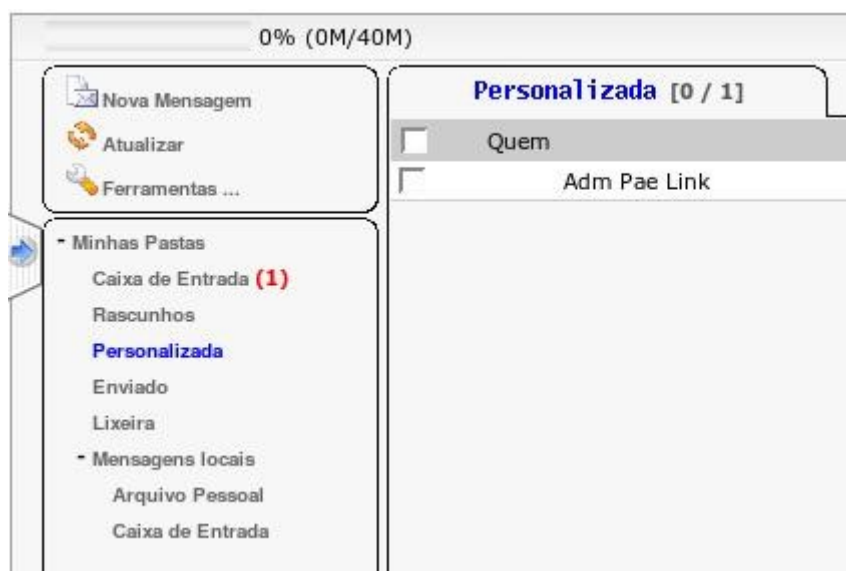 0% (0M/40M)
Nova Mensagem
Atualizar
Ferramentas ...
- Minhas Pastas
Caixa de Entrada (1)
Rascunhos
Personalizada
Enviado
Lixeira
- Mensagens locais
Arquivo Pessoal
Caixa de Entrada
Personalizada [0 / 1]
Quem
Adm Pae Link